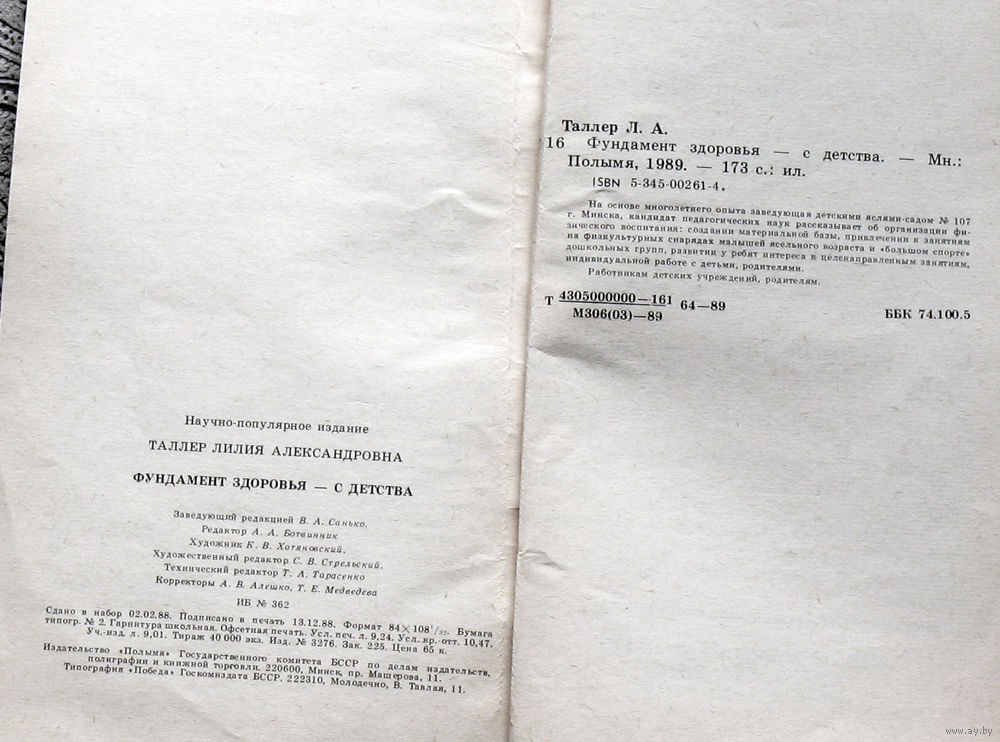 Научно-популярное издание
ТАЛЛЕР ЛИЛИЯ АЛЕКСАНДРОВНА
ФУНДАМЕНТ ЗДОРОВЬЯ — С ДЕТСТВА
Заведующий редакцией В. А. Санько.
Редактор А. А. Ботвинник
Художник К. В. Хотяновский.
Художественный редактор С. В. Стрельский.
Технический редактор Т. А. Тарасенко
Корректоры А. В. Алешко, Т. Е. Медведева
ИБ № 362
Сдано в набор 02.02.88. Подписано в печать 13.12.88. Формат 84×108¹/₃₂. Бумага
типогр. № 2. Гарнитура школьная. Офсетная печать. Усл. печ. л. 9,24. Усл. кр.-отт. 10,47.
Уч.-изд. л. 9,01. Тираж 40 000 экз. Изд. № 3276. Зак. 225. Цена 65 к.
Издательство «Полымя» Государственного комитета БССР по делам издательств,
полиграфии и книжной торговли. 220600, Минск, пр. Машерова, 11.
Типография «Победа» Госкомиздата БССР. 222310, Молодечно, В. Тавлая, 11.
Таллер Л. А.
16 Фундамент здоровья — с детства. — Мн.:
Полымя, 1989. — 173 с.: ил.
ISBN 5-345-00261-4.
На основе многолетнего опыта заведующая детскими яслями-садом № 107
г. Минска, кандидат педагогических наук рассказывает об организации фи-
зического воспитания: создании материальной базы, привлечении к занятиям
на физкультурных снарядах малышей ясельного возраста и «большом спорте»
дошкольных групп, развитии у ребят интереса к целенаправленным занятиям,
индивидуальной работе с детьми, родителями.
Работникам детских учреждений, родителям.
Т 4305000000—161 64—89
М306(03)—89
ББК 74.100.5
www.ay.by